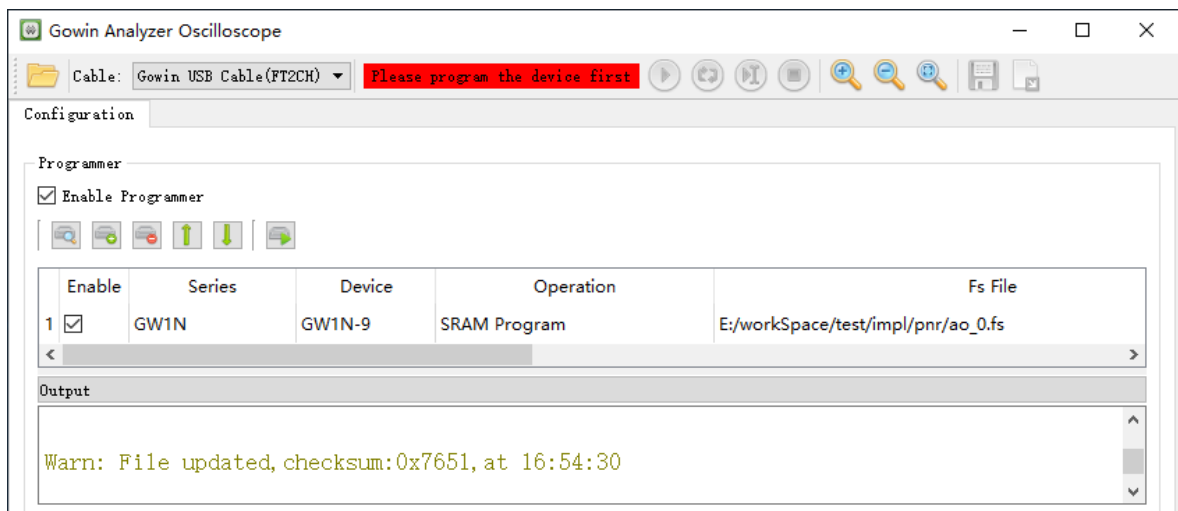 Gowin Analyzer Oscilloscope
Cable: Gowin USB Cable(FT2CH) Please program the device first
Configuration
Programmer
Enable Programmer
Enable Series Device Operation Fs File
1 GW1N GW1N-9 SRAM Program E:/workSpace/test/impl/pnr/ao_0.fs
Output
Warn: File updated,checksum:0x7651,at 16:54:30